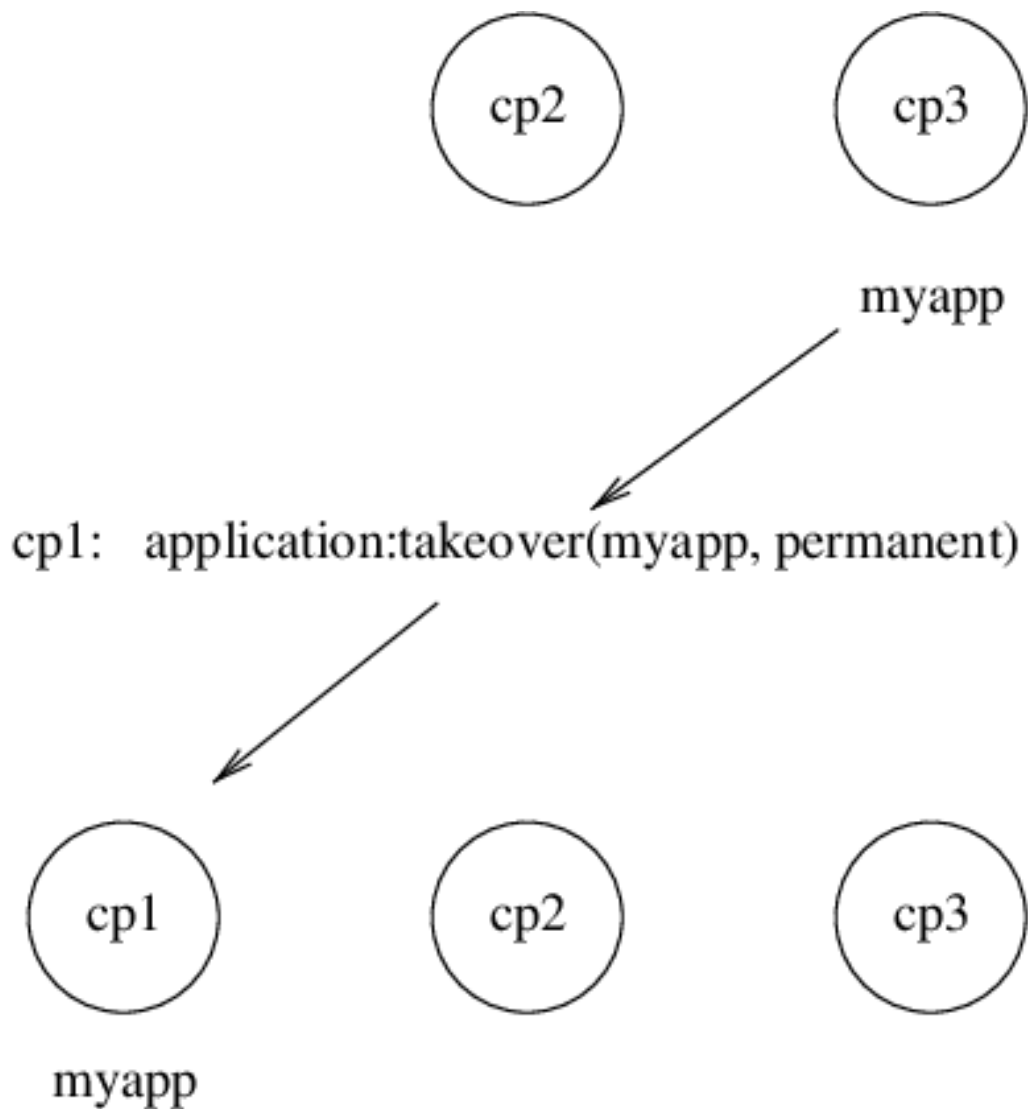 cp2 cp3
myapp
cp1: application:takeover(myapp, permanent)
cp1 cp2 cp3
myapp